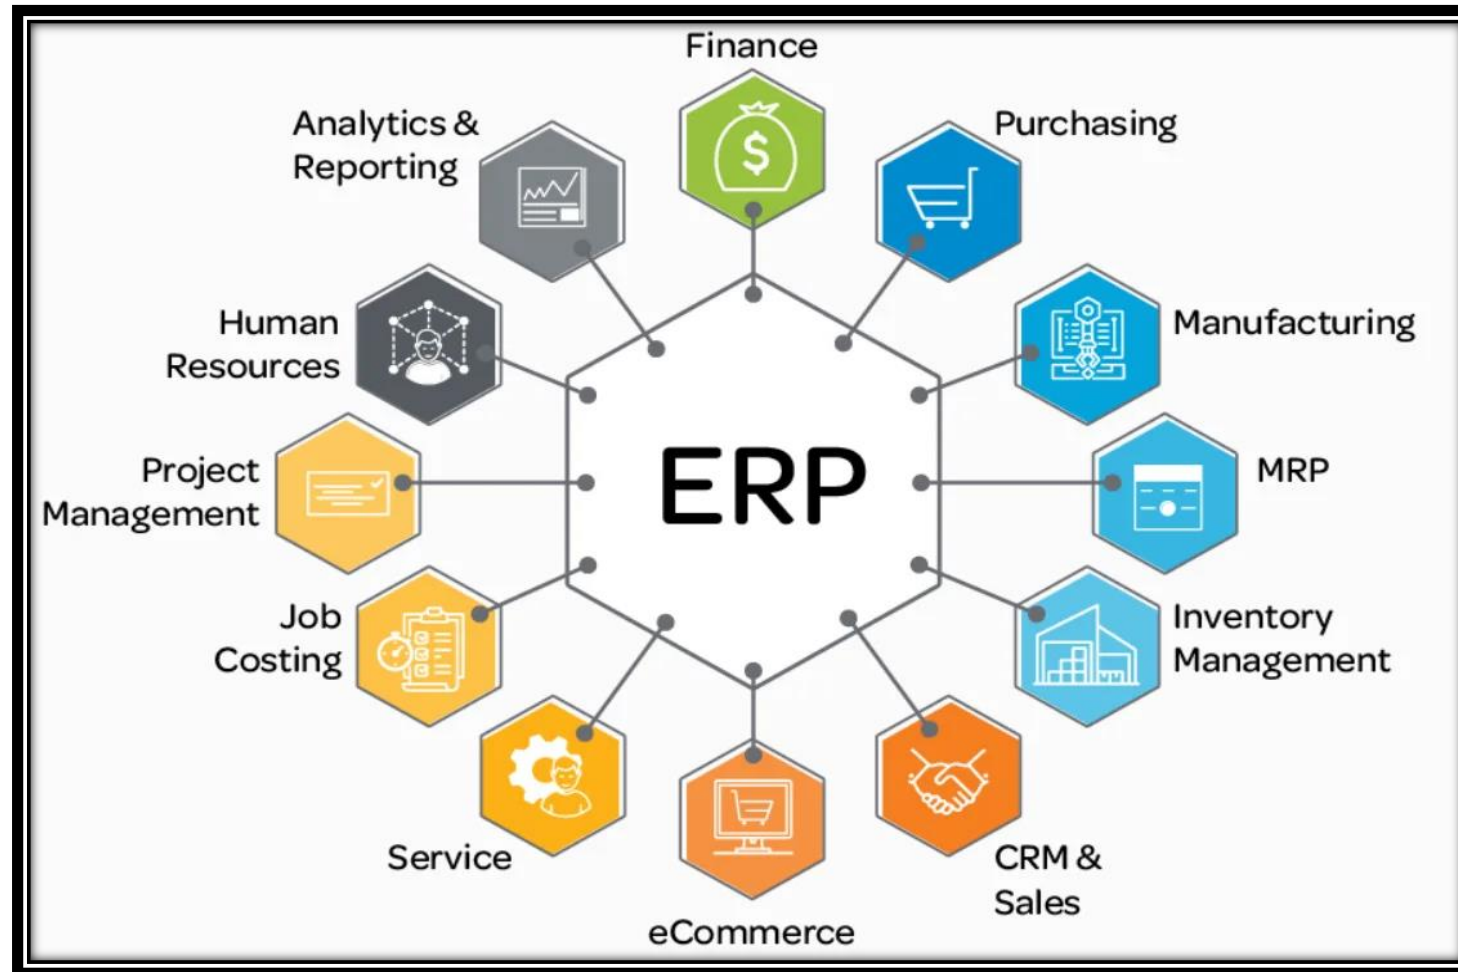 Finance
Purchasing
Manufacturing
MRP
Inventory
Management
CRM &
Sales
eCommerce
Service
Job
Costing
Project
Management
Human
Resources
Analytics &
Reporting
$
ERP